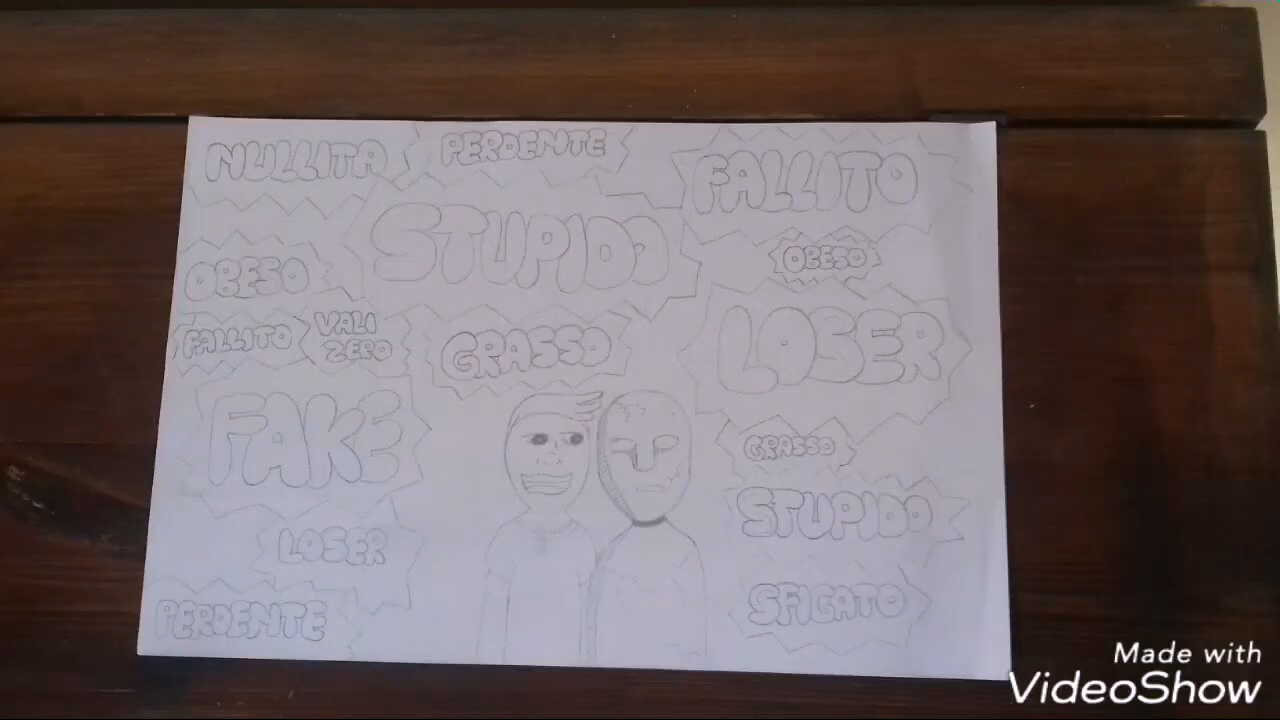 NULLITA
PERDENTE
FALLITO
STUPIDO
OBESO
OBESO
FALLITO
VALI
ZERO
GRASSO
LOSER
FAKE
GRASSO
STUPIDO
LOSER
SFIGATO
PERDENTE
Made with
VideoShow